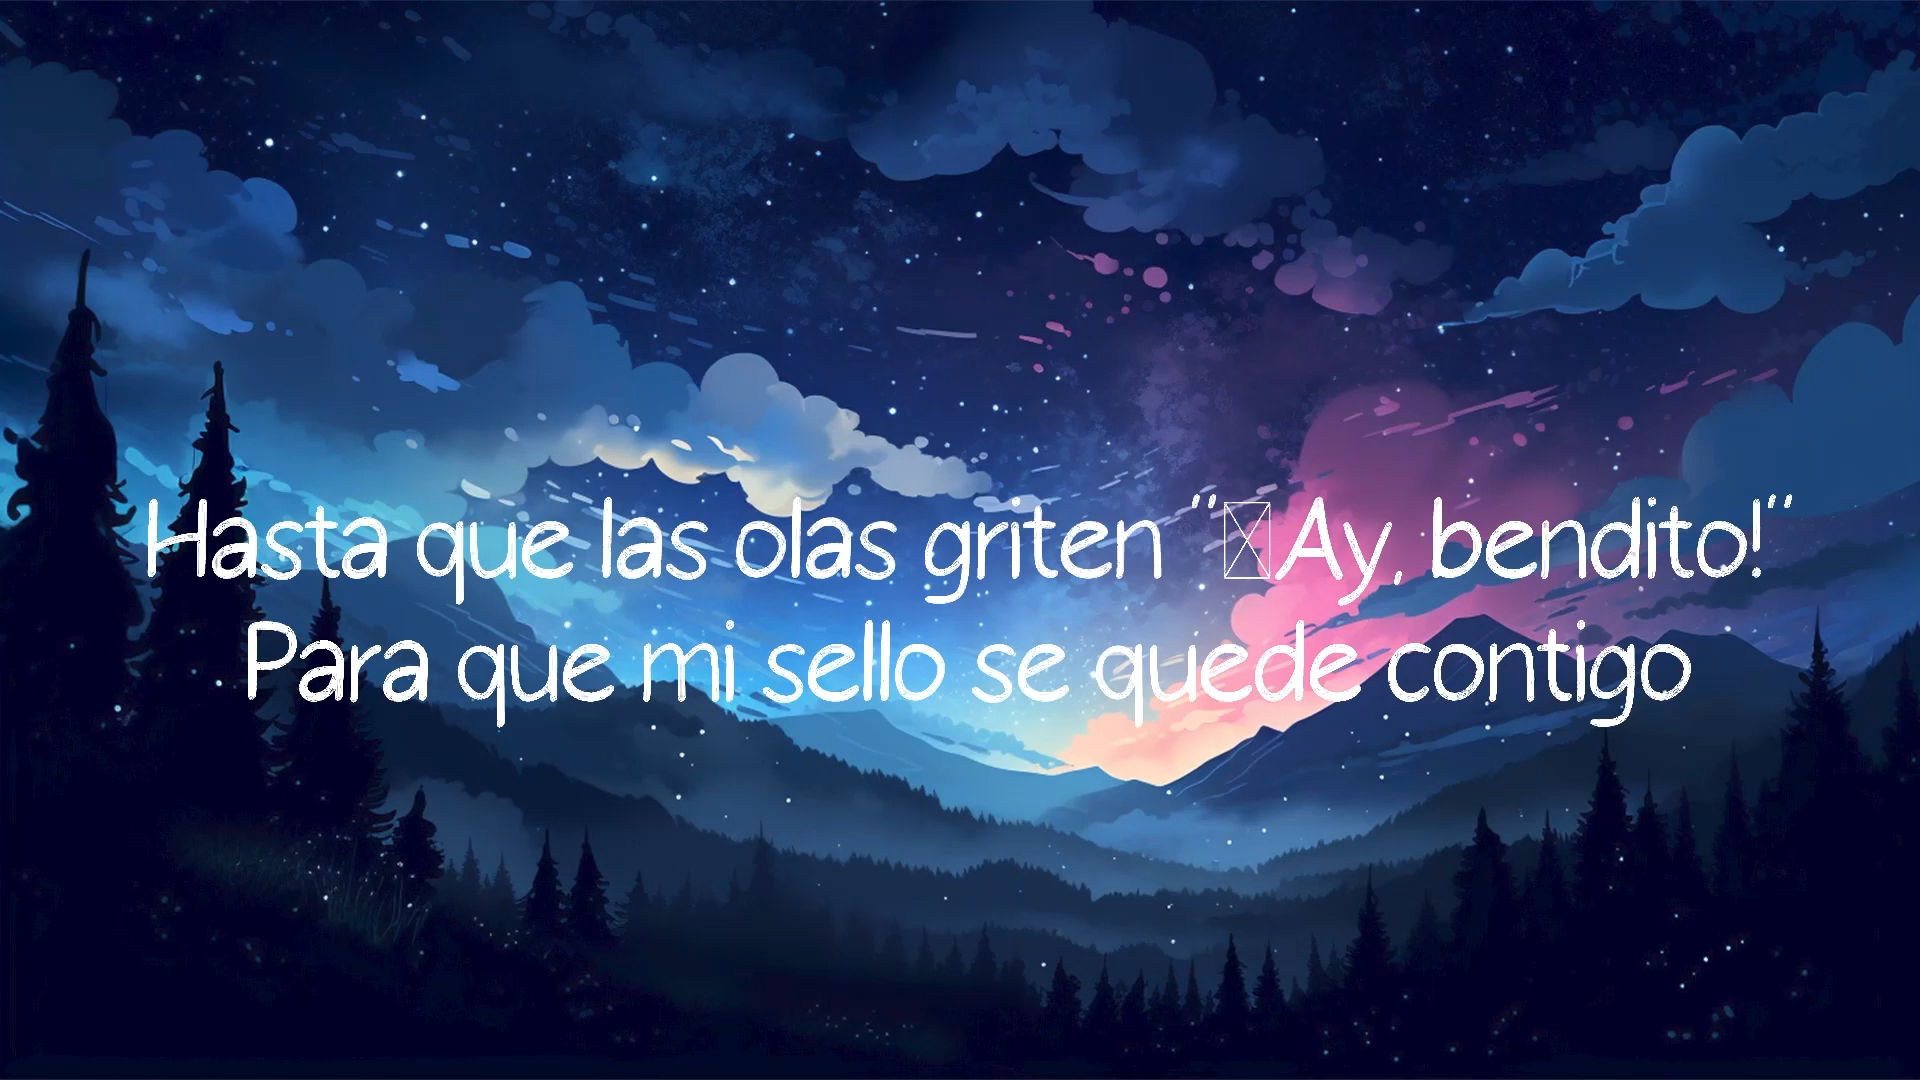 Hasta que las olas griten "Ay, bendito!"
Para que mi sello se quede contigo